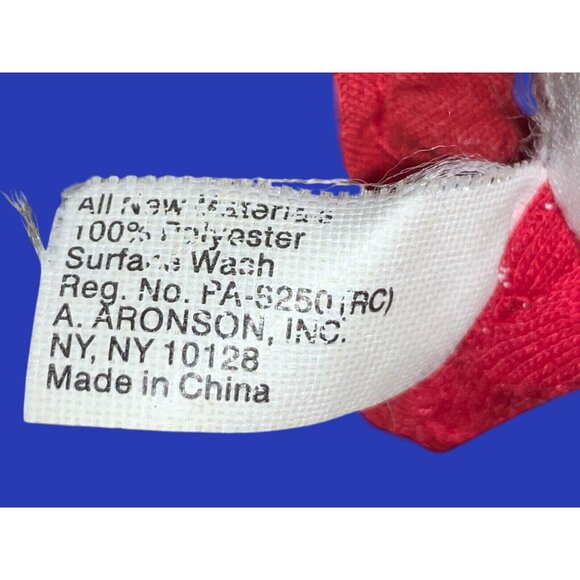 All New Materials
100% Polyester
Surface Wash
Reg. No. PA-S250 (RC)
A. ARONSON, INC.
NY, NY 10128
Made in China